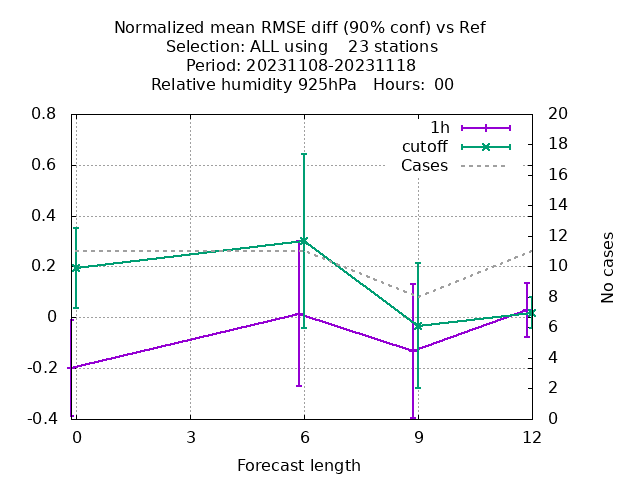 Normalized mean RMSE diff (90% conf) vs Ref
Selection: ALL using    23 stations
Period: 20231108-20231118
Relative humidity 925hPa   Hours:  00
1h
cutoff
Cases
0.8
0.6
0.4
0.2
0
-0.2
-0.4
20
18
16
14
12
10
8
6
4
2
0
No cases
0 3 6 9 12
Forecast length